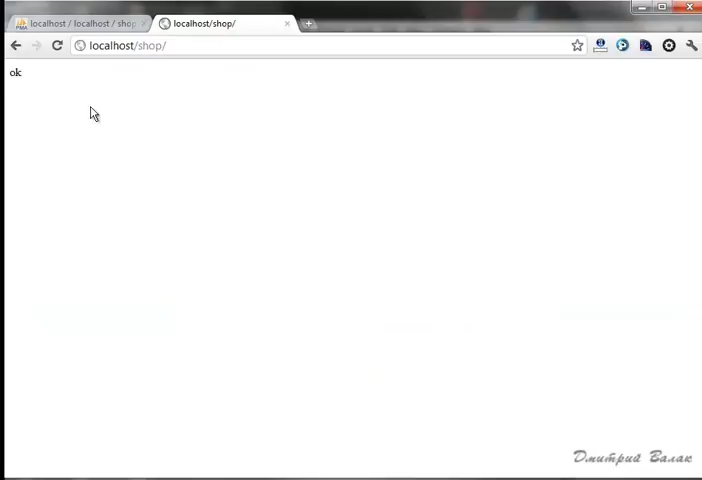 localhost / localhost / shop
localhost/shop/
localhost/shop/
ok
Дмитрий Валак